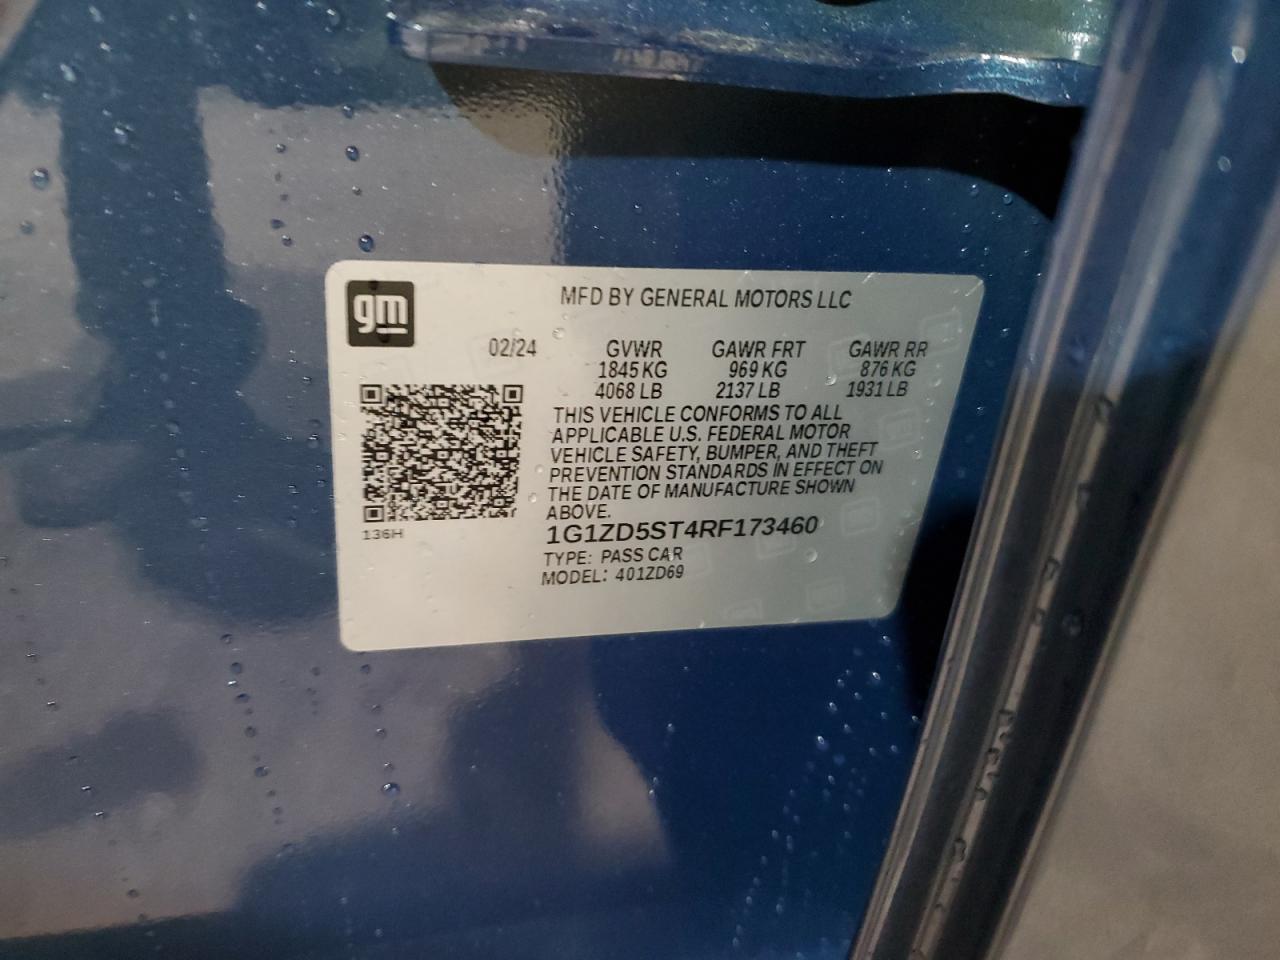 gm
MFD BY GENERAL MOTORS LLC
02/24 GVWR GAWR FRT GAWR RR
1845 KG 969 KG 876 KG
4068 LB 2137 LB 1931 LB
THIS VEHICLE CONFORMS TO ALL
APPLICABLE U.S. FEDERAL MOTOR
VEHICLE SAFETY, BUMPER, AND THEFT
PREVENTION STANDARDS IN EFFECT ON
THE DATE OF MANUFACTURE SHOWN
ABOVE.
136H
1G1ZD5ST4RF173460
TYPE: PASS CAR
MODEL: 401ZD69